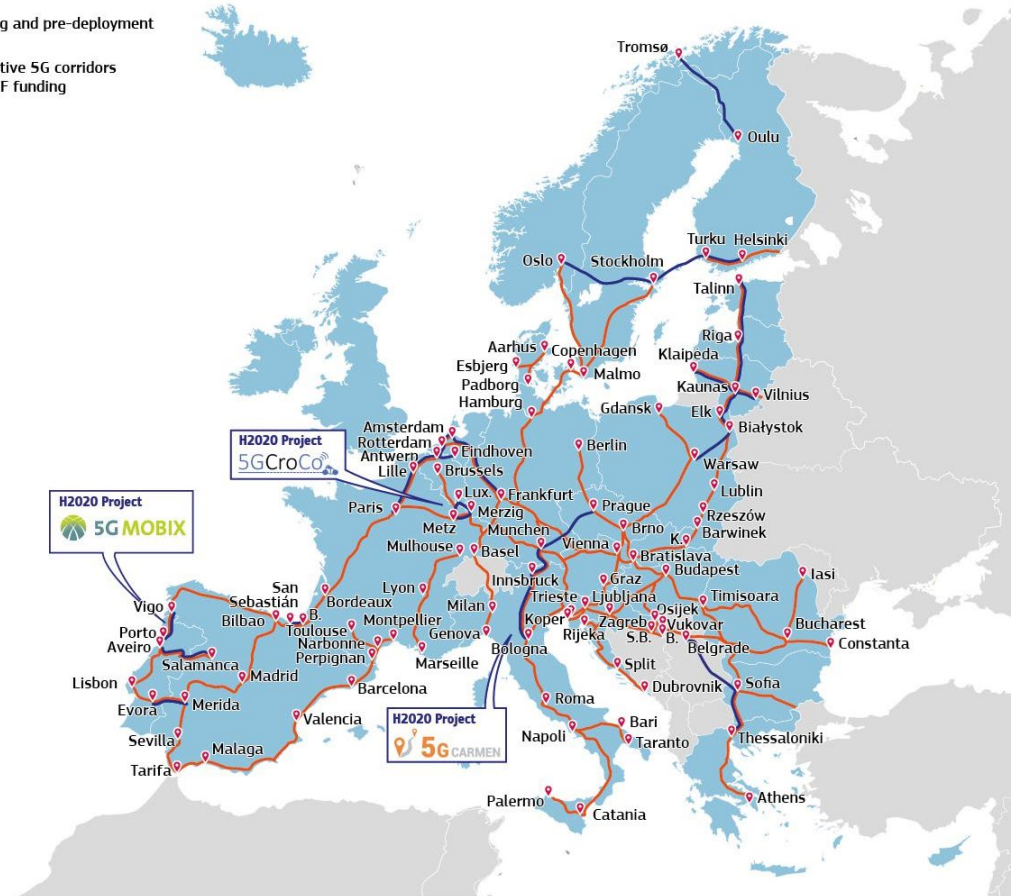 g and pre-deployment
tive 5G corridors
F funding
Tromsø
Oulu
Turku
Helsinki
Oslo
Stockholm
Talinn
Riga
Klaipeda
Kaunas
Vilnius
Aarhus
Copenhagen
Esbjerg
Padborg
Malmo
Hamburg
Gdansk
Elk
Białystok
Amsterdam
Rotterdam
Antwern
Eindhoven
Berlin
Lille
Brussels
Warsaw
H2020 Project
5GCroCo
Lux.
Frankfurt
Lublin
Paris
Merzig
Prague
Rzeszów
H2020 Project
5G MOBIX
Metz
Munchen
Brno
K.
Barwinek
Mulhouse
Basel
Vienna
Bratislava
Innsbruck
Budapest
Iasi
Lyon
Graz
San
Sebastián
Bordeaux
Milan
Trieste
Ljubljana
Timisoara
Vigo
Bilbao
B.
Toulouse
Montpellier
Koper
Zagreb
Osijek
Vukovar
Bucharest
Porto
Narbonne
Genova
Rijeka
S.B.
B.
Aveiro
Perpignan
Marseille
Bologna
Belgrade
Constanta
Salamanca
Split
Lisbon
Madrid
Barcelona
Dubrovnik
Sofia
Evora
Merida
Roma
Valencia
H2020 Project
5G CARMEN
Bari
Sevilla
Napoli
Taranto
Thessaloniki
Malaga
Tarifa
Palermo
Catania
Athens